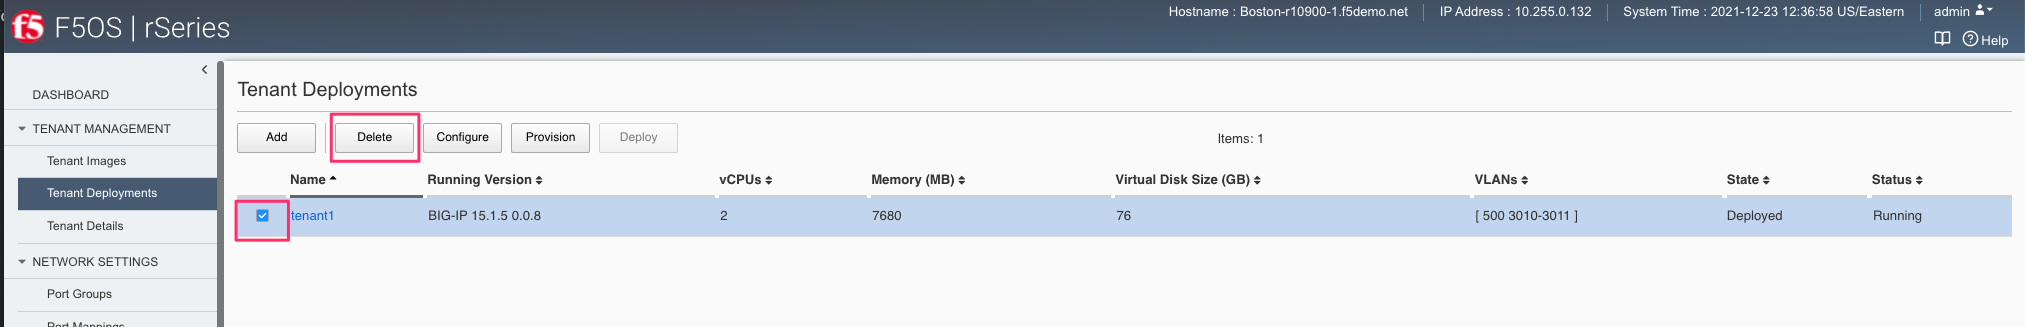 Hostname : Boston-r10900-1.f5demo.net IP Address : 10.255.0.132 System Time : 2021-12-23 12:36:58 US/Eastern admin
f5 F5OS | rSeries
Help
DASHBOARD
TENANT MANAGEMENT
Tenant Images
Tenant Deployments
Tenant Details
NETWORK SETTINGS
Port Groups
Port Mappings
Tenant Deployments
Add Delete Configure Provision Deploy Items: 1
Name Running Version vCPUs Memory (MB) Virtual Disk Size (GB) VLANs State Status
tenant1 BIG-IP 15.1.5 0.0.8 2 7680 76 [ 500 3010-3011 ] Deployed Running